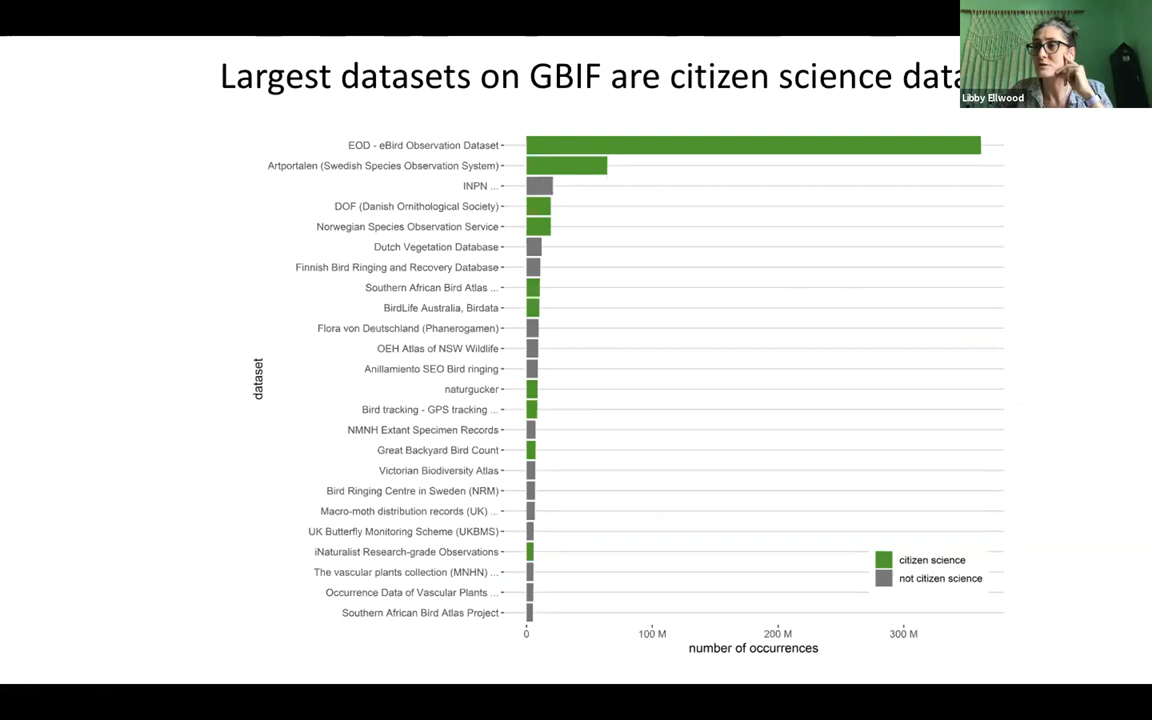 Largest datasets on GBIF are citizen science data
Libby Ellwood
EOD - eBird Observation Dataset
Artportalen (Swedish Species Observation System)
INPN ...
DOF (Danish Ornithological Society)
Norwegian Species Observation Service
Dutch Vegetation Database
Finnish Bird Ringing and Recovery Database
Southern African Bird Atlas ...
BirdLife Australia, Birdata
Flora von Deutschland (Phanerogamen)
OEH Atlas of NSW Wildlife
Anillamiento SEO Bird ringing
naturgucker
Bird tracking - GPS tracking ...
NMNH Extant Specimen Records
Great Backyard Bird Count
Victorian Biodiversity Atlas
Bird Ringing Centre in Sweden (NRM)
Macro-moth distribution records (UK) ...
UK Butterfly Monitoring Scheme (UKBMS)
iNaturalist Research-grade Observations
The vascular plants collection (MNHN) ...
Occurrence Data of Vascular Plants ...
Southern African Bird Atlas Project
dataset
citizen science
not citizen science
0 100 M 200 M 300 M
number of occurrences